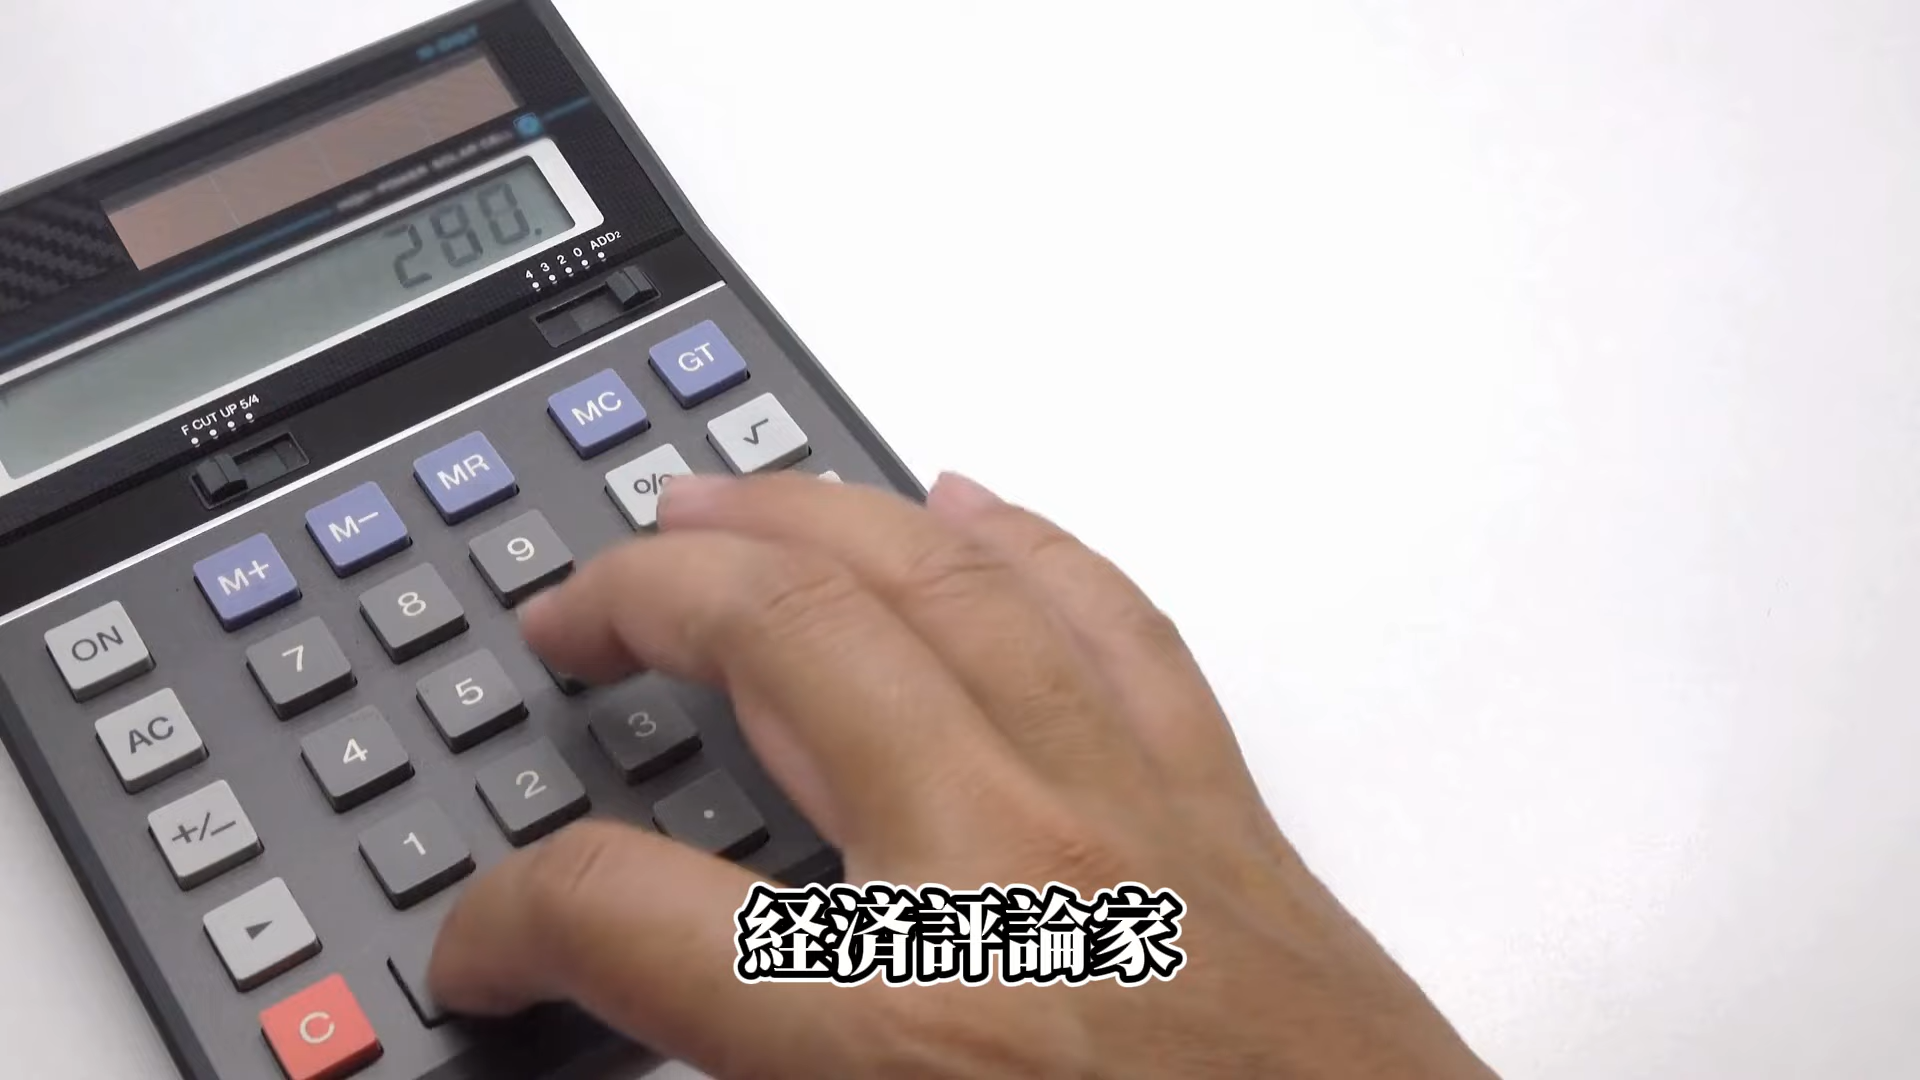 280.
4 3 2 0 ADD2
F CUT UP 5/4
GT
MC
√
MR
%
M−
9
M+
8
ON
7
5
3
AC
4
2
.
+/−
1
▶
C
経済評論家